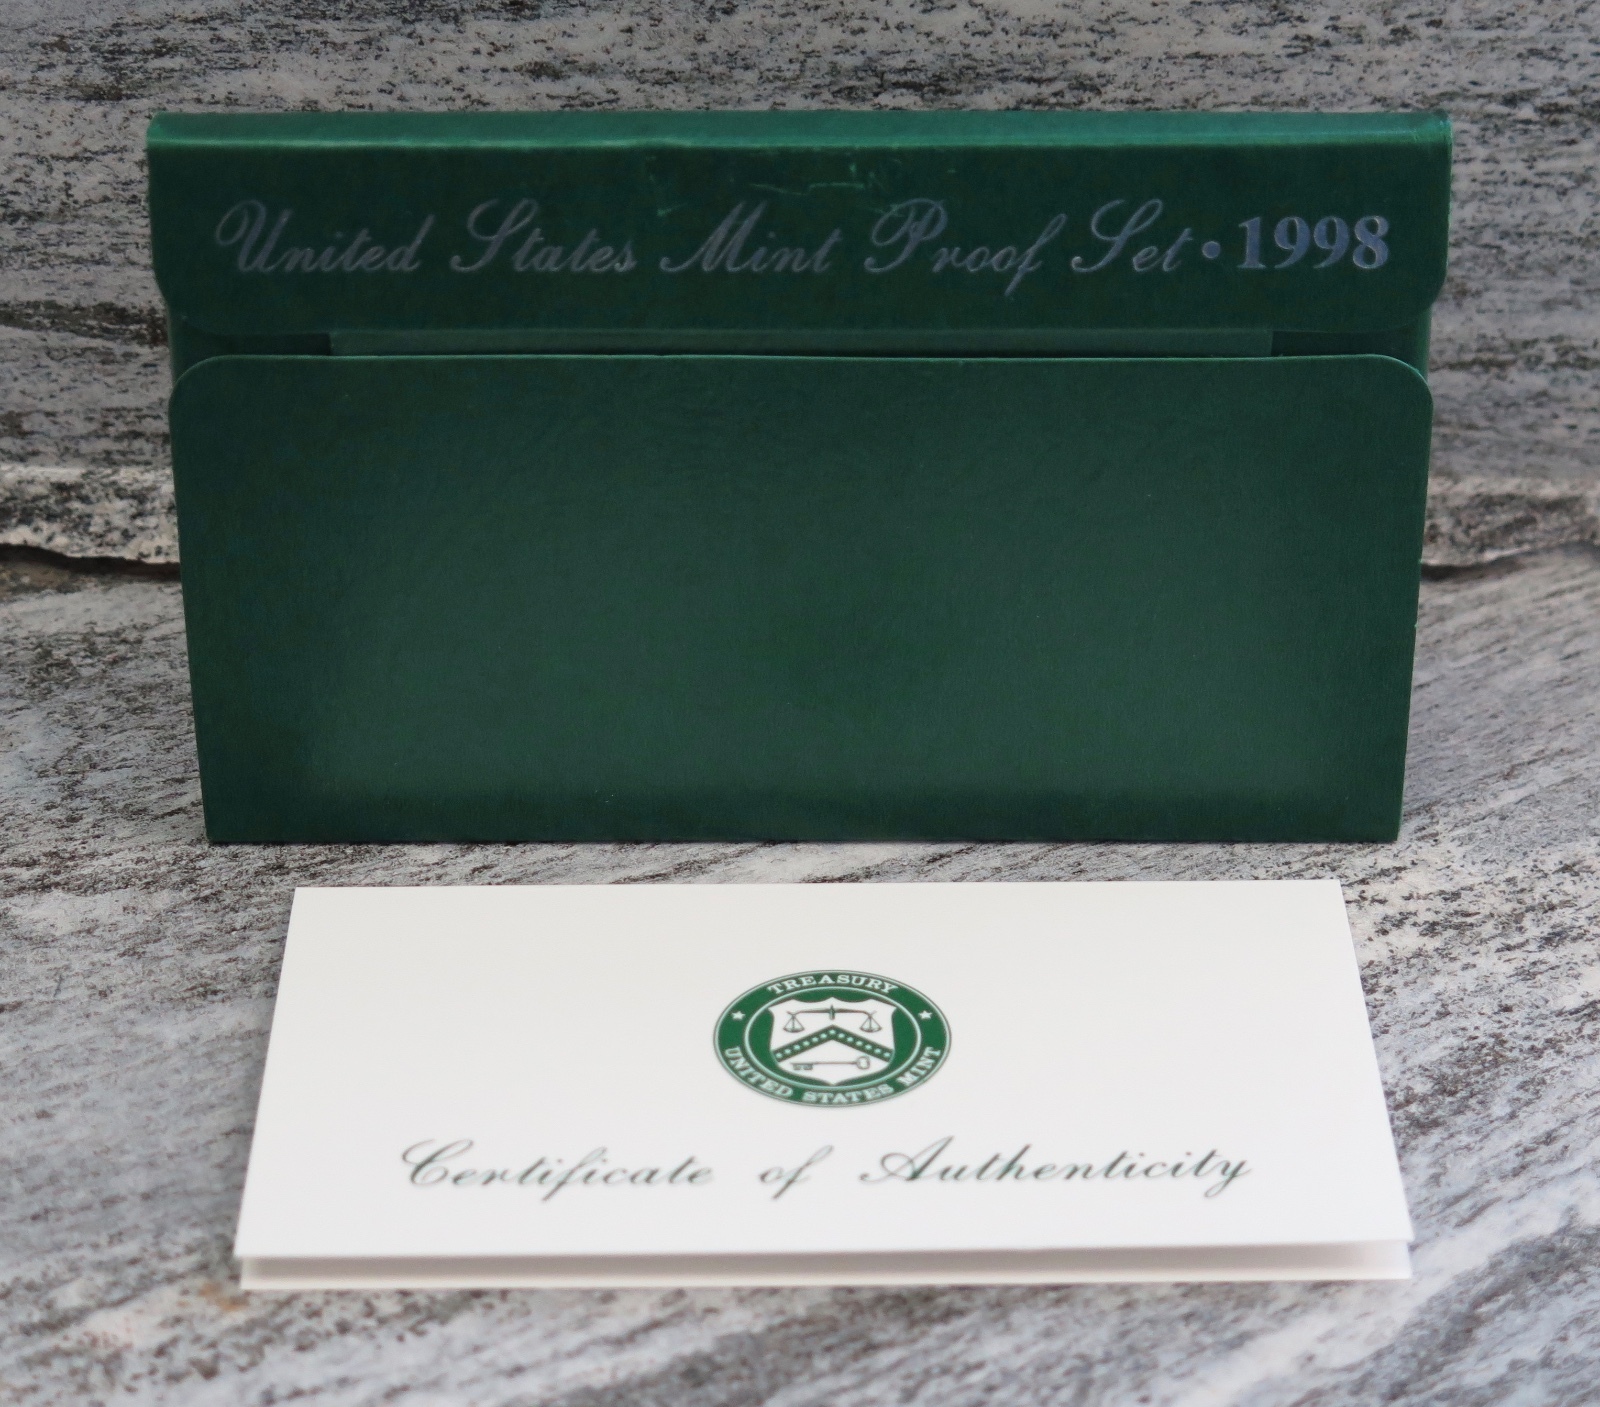 United States Mint Proof Set • 1998
TREASURY
UNITED STATES MINT
Certificate of Authenticity